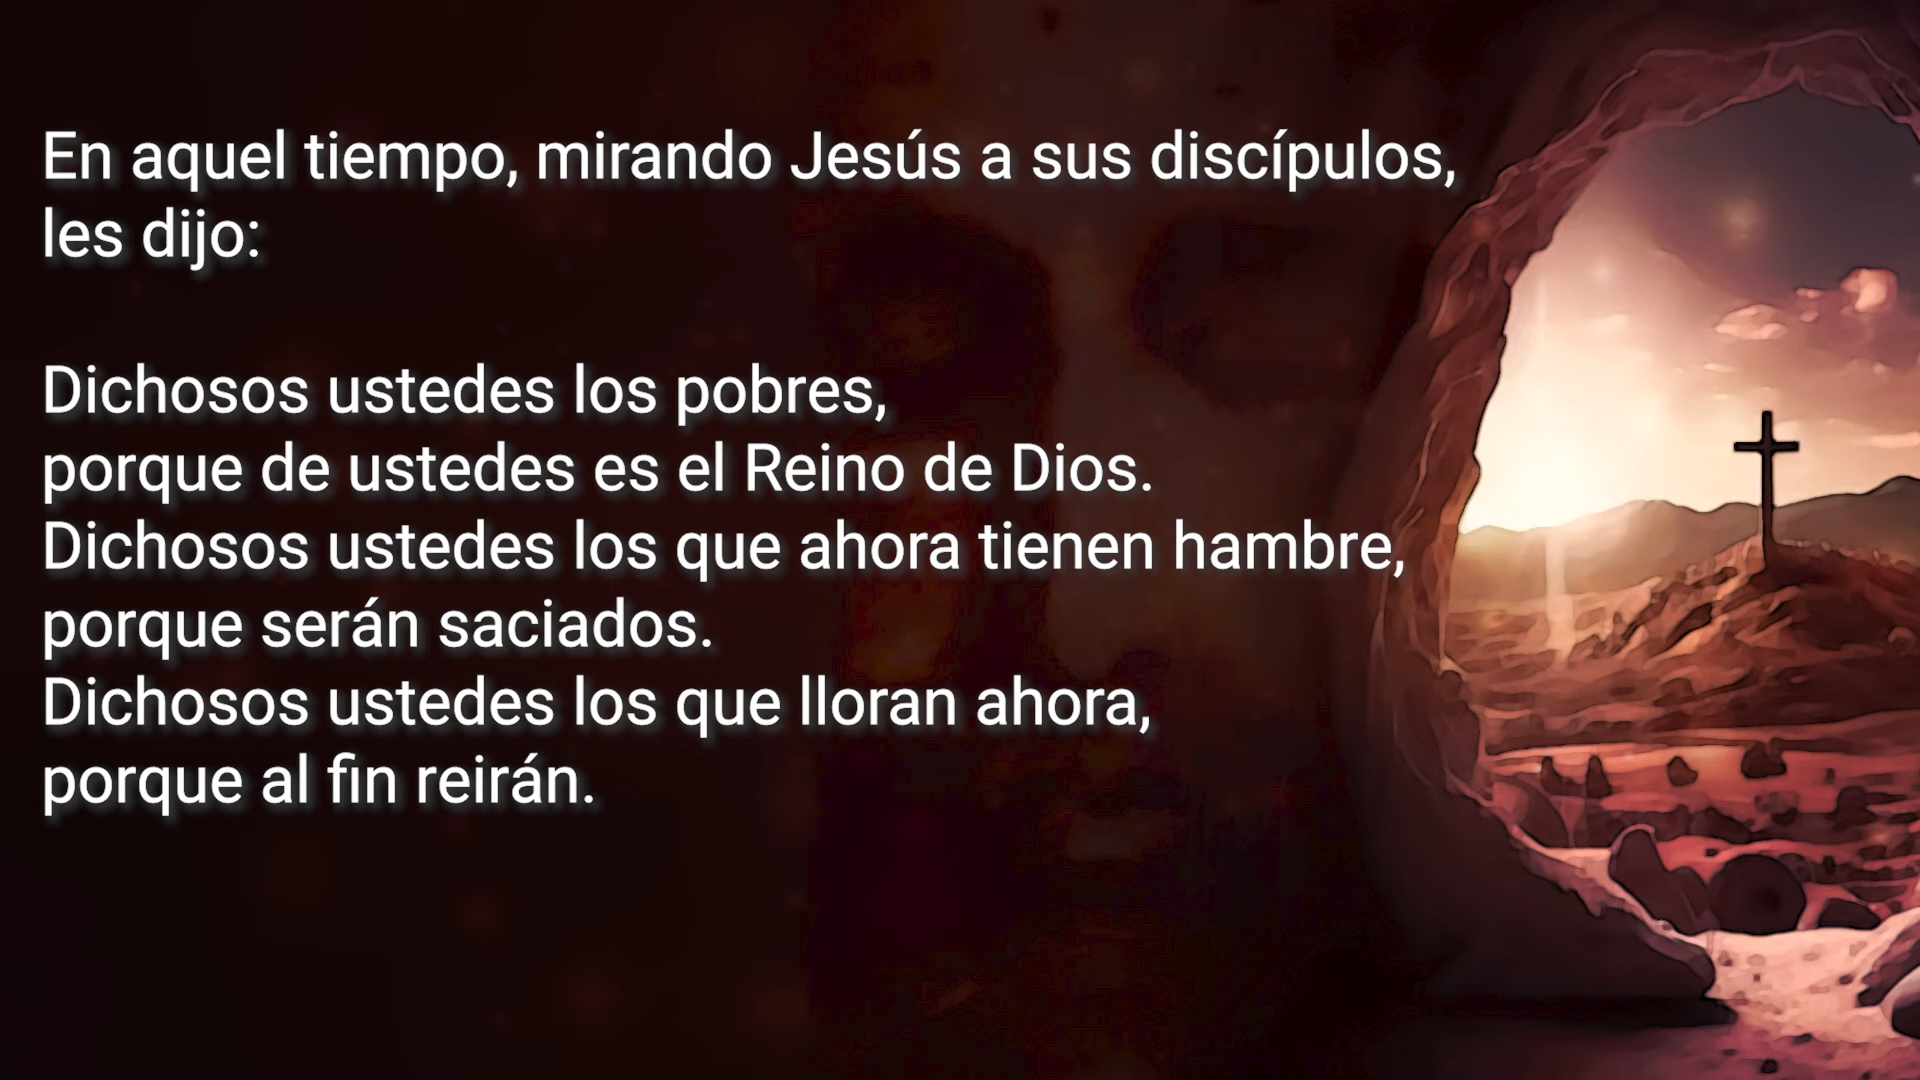 En aquel tiempo, mirando Jesús a sus discípulos,
les dijo:
Dichosos ustedes los pobres,
porque de ustedes es el Reino de Dios.
Dichosos ustedes los que ahora tienen hambre,
porque serán saciados.
Dichosos ustedes los que lloran ahora,
porque al fin reirán.